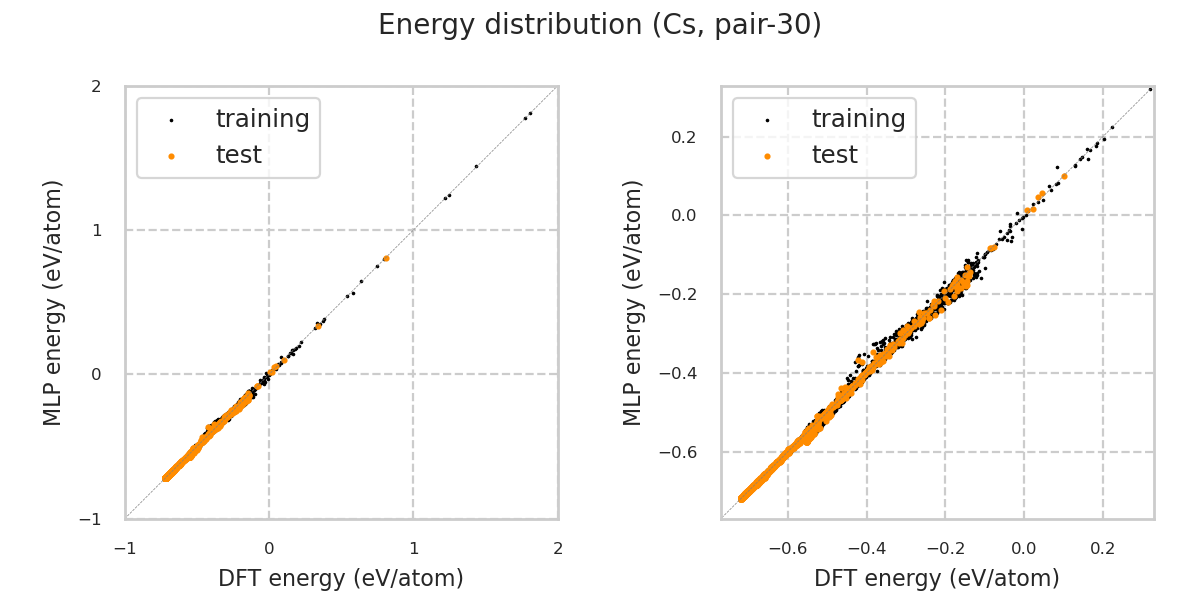 Energy distribution (Cs, pair-30)
training
test
MLP energy (eV/atom)
2
1
0
−1
−1
0
1
2
DFT energy (eV/atom)
training
test
MLP energy (eV/atom)
0.2
0.0
−0.2
−0.4
−0.6
−0.6
−0.4
−0.2
0.0
0.2
DFT energy (eV/atom)